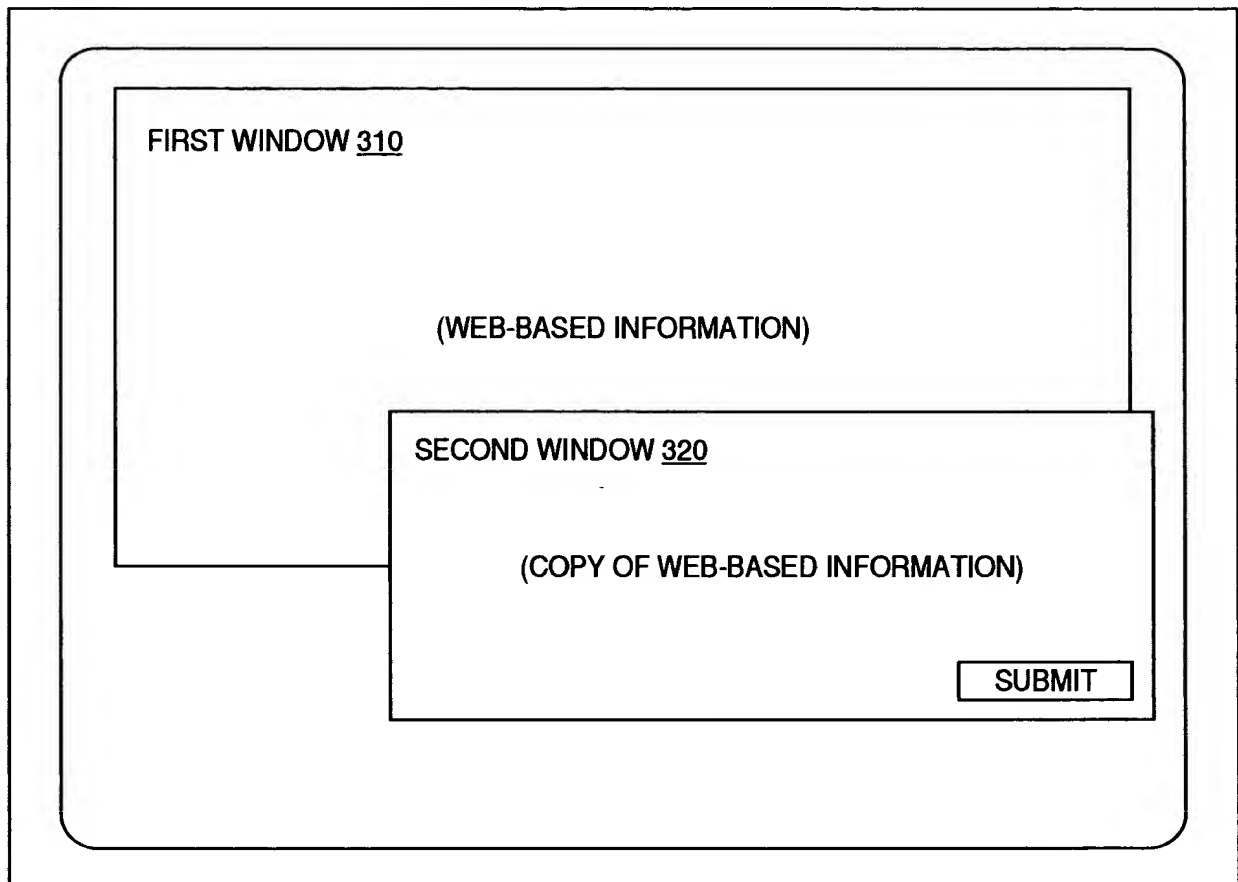 FIRST WINDOW 310
(WEB-BASED INFORMATION)
SECOND WINDOW 320
(COPY OF WEB-BASED INFORMATION)
SUBMIT